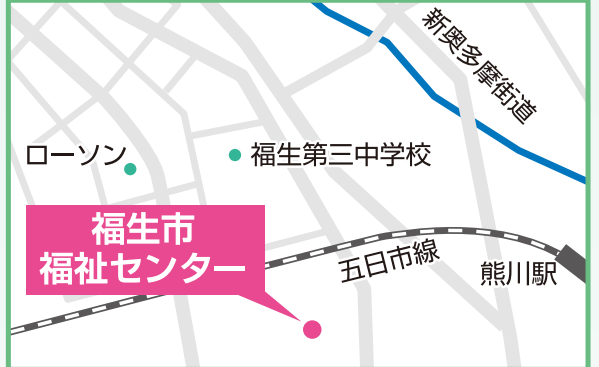 新奥多摩街道
ローソン
福生第三中学校
福生市
福祉センター
五日市線
熊川駅